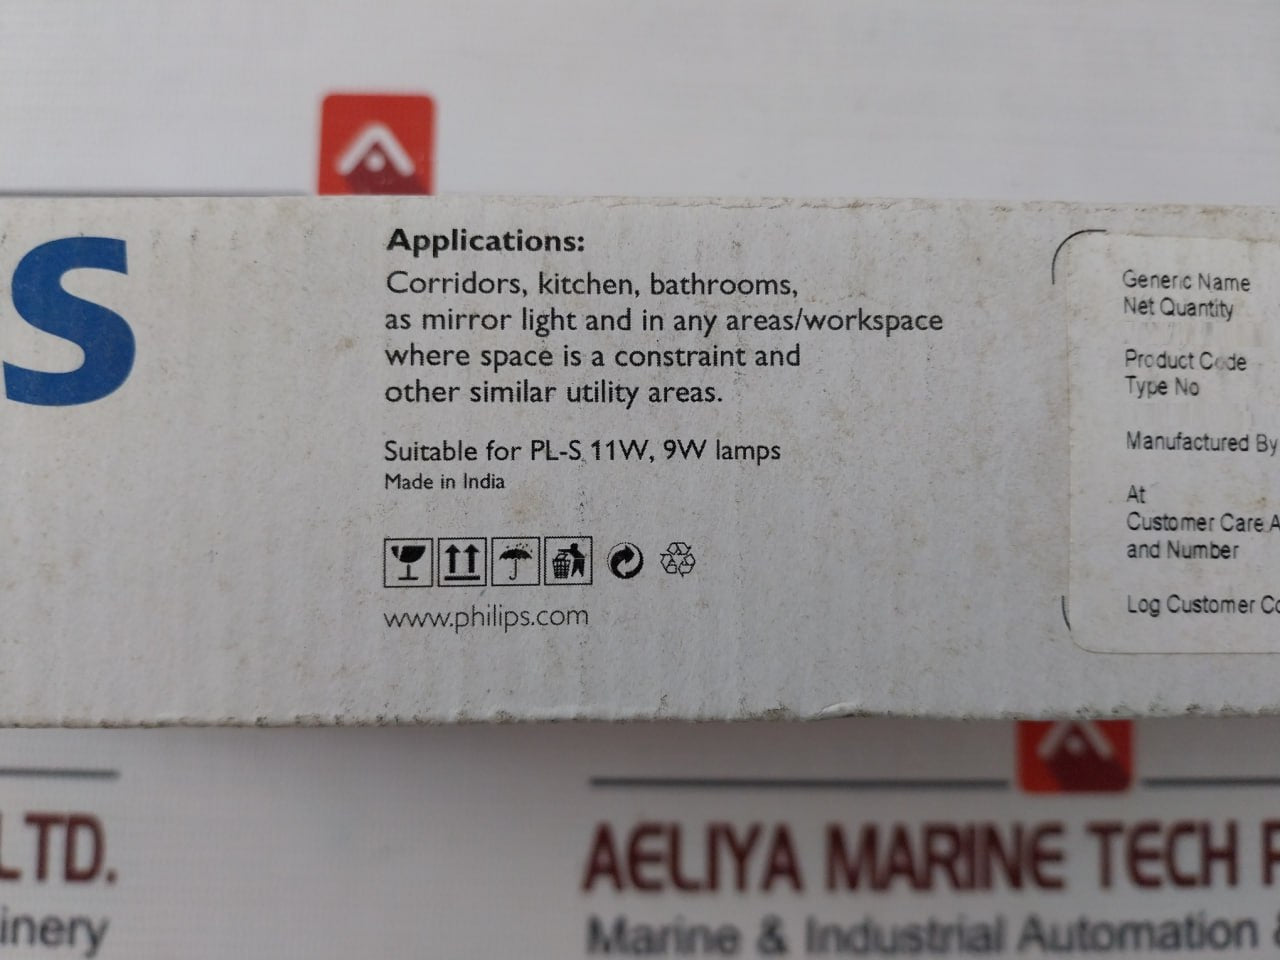 S
Applications:
Corridors, kitchen, bathrooms,
as mirror light and in any areas/workspace
where space is a constraint and
other similar utility areas.
Suitable for PL-S 11W, 9W lamps
Made in India
www.philips.com
Generic Name
Net Quantity
Product Code
Type No
Manufactured By
At
Customer Care A
and Number
Log Customer Co
LTD.
inery
AELIYA MARINE TECH P
Marine & Industrial Automation &